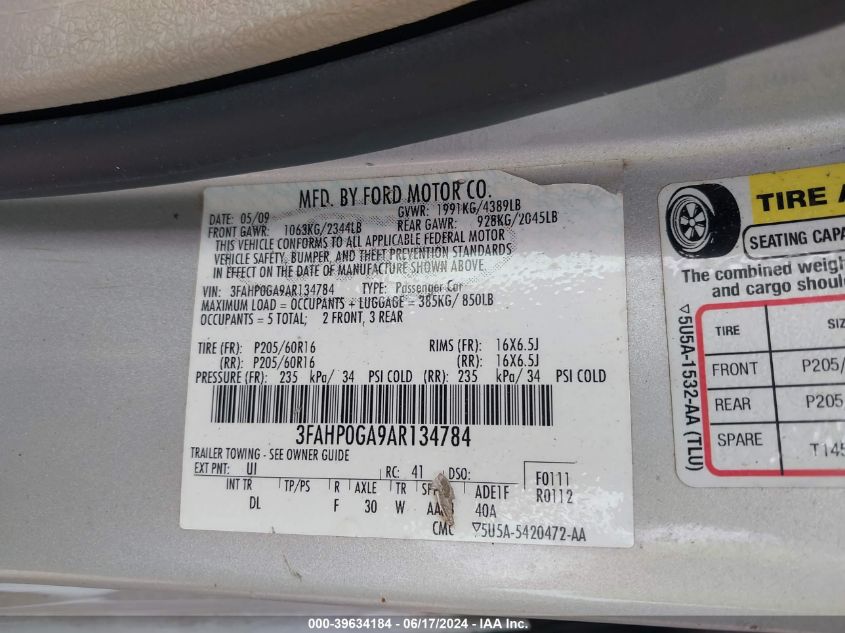 MFD. BY FORD MOTOR CO.
DATE: 05/09 GVWR: 1991KG/4389LB
FRONT GAWR: 1063KG/2344LB REAR GAWR: 928KG/2045LB
THIS VEHICLE CONFORMS TO ALL APPLICABLE FEDERAL MOTOR
VEHICLE SAFETY, BUMPER, AND THEFT PREVENTION STANDARDS
IN EFFECT ON THE DATE OF MANUFACTURE SHOWN ABOVE.
VIN: 3FAHP0GA9AR134784 TYPE: Passenger Car
MAXIMUM LOAD = OCCUPANTS + LUGGAGE = 385KG/ 850LB
OCCUPANTS = 5 TOTAL; 2 FRONT, 3 REAR
TIRE (FR): P205/60R16 RIMS (FR): 16X6.5J
(RR): P205/60R16 (RR): 16X6.5J
PRESSURE (FR): 235 kPa/ 34 PSI COLD (RR): 235 kPa/ 34 PSI COLD
3FAHP0GA9AR134784
TRAILER TOWING - SEE OWNER GUIDE
EXT PNT: UI RC: 41 DSO: F0111
R0112
INT TR TP/PS R AXLE TR ADE1F
DL F 30 W 40A
CMC ▽5U5A-5420472-AA
TIRE A
SEATING CAPA
The combined weigh
and cargo shoul
▽5U5A-1532-AA (TLU)
TIRE SIZ
FRONT P205/
REAR P205
SPARE T145
000-39634184 - 06/17/2024 - IAA Inc.